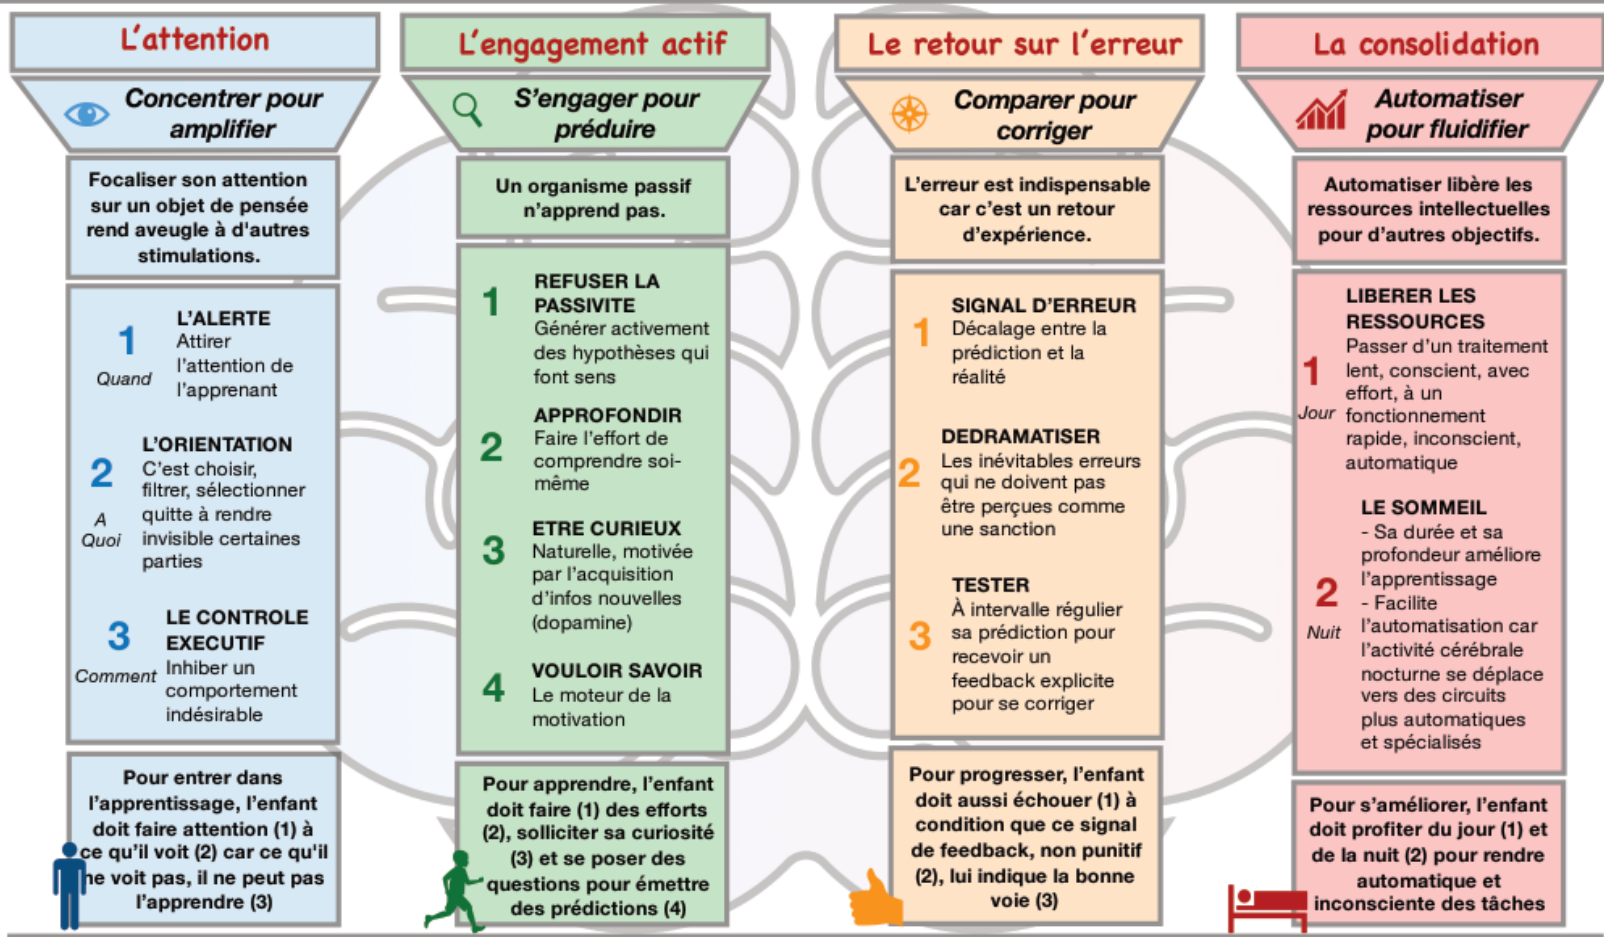 L'attention
Concentrer pour
amplifier
Focaliser son attention
sur un objet de pensée
rend aveugle à d'autres
stimulations.
1
Quand
L'ALERTE
Attirer
l'attention de
l'apprenant
2
A
Quoi
L'ORIENTATION
C'est choisir,
filtrer, sélectionner
quitte à rendre
invisible certaines
parties
3
Comment
LE CONTROLE
EXECUTIF
Inhiber un
comportement
indésirable
Pour entrer dans
l'apprentissage, l'enfant
doit faire attention (1) à
ce qu'il voit (2) car ce qu'il
ne voit pas, il ne peut pas
l'apprendre (3)
L'engagement actif
S'engager pour
préduire
Un organisme passif
n'apprend pas.
1
REFUSER LA
PASSIVITE
Générer activement
des hypothèses qui
font sens
2
APPROFONDIR
Faire l'effort de
comprendre soi-
même
3
ETRE CURIEUX
Naturelle, motivée
par l'acquisition
d'infos nouvelles
(dopamine)
4
VOULOIR SAVOIR
Le moteur de la
motivation
Pour apprendre, l'enfant
doit faire (1) des efforts
(2), solliciter sa curiosité
(3) et se poser des
questions pour émettre
des prédictions (4)
Le retour sur l'erreur
Comparer pour
corriger
L'erreur est indispensable
car c'est un retour
d'expérience.
1
SIGNAL D'ERREUR
Décalage entre la
prédiction et la
réalité
2
DEDRAMATISER
Les inévitables erreurs
qui ne doivent pas
être perçues comme
une sanction
3
TESTER
À intervalle régulier
sa prédiction pour
recevoir un
feedback explicite
pour se corriger
Pour progresser, l'enfant
doit aussi échouer (1) à
condition que ce signal
de feedback, non punitif
(2), lui indique la bonne
voie (3)
La consolidation
Automatiser
pour fluidifier
Automatiser libère les
ressources intellectuelles
pour d'autres objectifs.
1
Jour
LIBERER LES
RESSOURCES
Passer d'un traitement
lent, conscient, avec
effort, à un
fonctionnement
rapide, inconscient,
automatique
2
Nuit
LE SOMMEIL
- Sa durée et sa
profondeur améliore
l'apprentissage
- Facilite
l'automatisation car
l'activité cérébrale
nocturne se déplace
vers des circuits
plus automatiques
et spécialisés
Pour s'améliorer, l'enfant
doit profiter du jour (1) et
de la nuit (2) pour rendre
automatique et
inconsciente des tâches